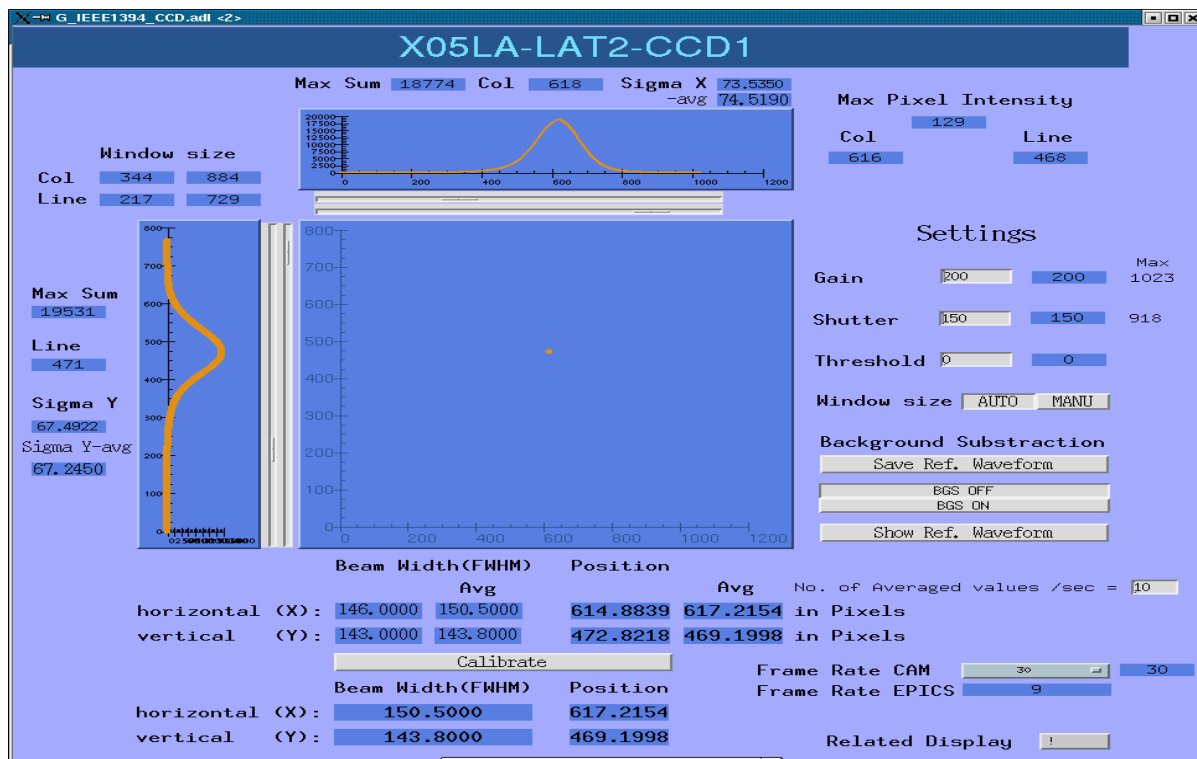 G_IEEE1394_CCD.adl <2>
X05LA-LAT2-CCD1
Max Sum 18774 Col 618 Sigma X 73.5350
-avg 74.5190
Max Pixel Intensity
129
Col Line
616 468
20000
17500
15000
12500
10000
7500
5000
2500
0
0 200 400 600 800 1000 1200
Window size
Col 344 884
Line 217 729
Max Sum
19531
Line
471
Sigma Y
67.4922
Sigma Y-avg
67.2450
800
700
600
500
400
300
200
100
0
800
700
600
500
400
300
200
100
0
0 200 400 600 800 1000 1200
Settings
Max
Gain 200 200 1023
Shutter 150 150 918
Threshold 0 0
Window size AUTO MANU
Background Substraction
Save Ref. Waveform
BGS OFF
BGS ON
Show Ref. Waveform
Beam Width(FWHM) Position
Avg Avg No. of Averaged values /sec = 10
horizontal (X): 146.0000 150.5000 614.8839 617.2154 in Pixels
vertical (Y): 143.0000 143.8000 472.8218 469.1998 in Pixels
Calibrate
Frame Rate CAM 30 30
Beam Width(FWHM) Position
Frame Rate EPICS 9
horizontal (X): 150.5000 617.2154
vertical (Y): 143.8000 469.1998
Related Display !